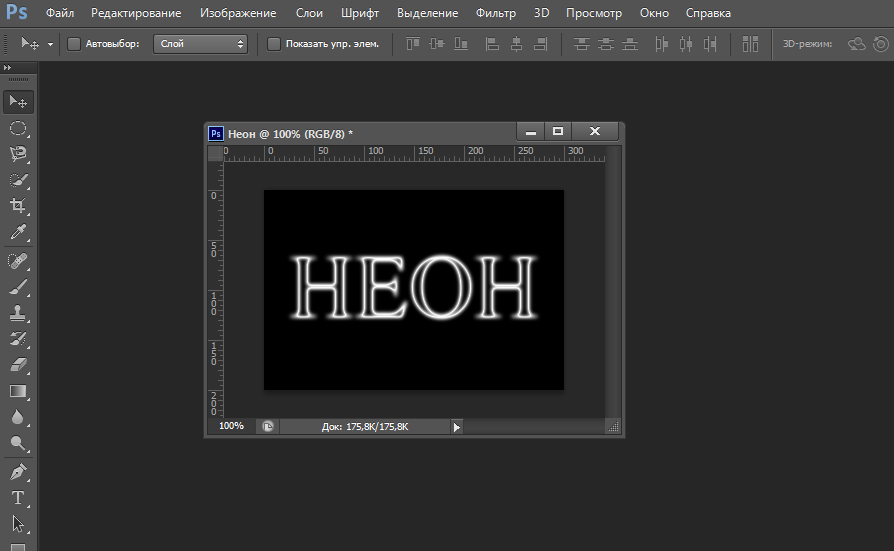 Ps Файл Редактирование Изображение Слои Шрифт Выделение Фильтр 3D Просмотр Окно Справка
Автовыбор: Слой Показать упр. элем. 3D-режим:
Ps Неон @ 100% (RGB/8) *
0 0 50 100 150 200 250 300
0
50
100
150
200
НЕОН
100% Док: 175,8K/175,8K
T